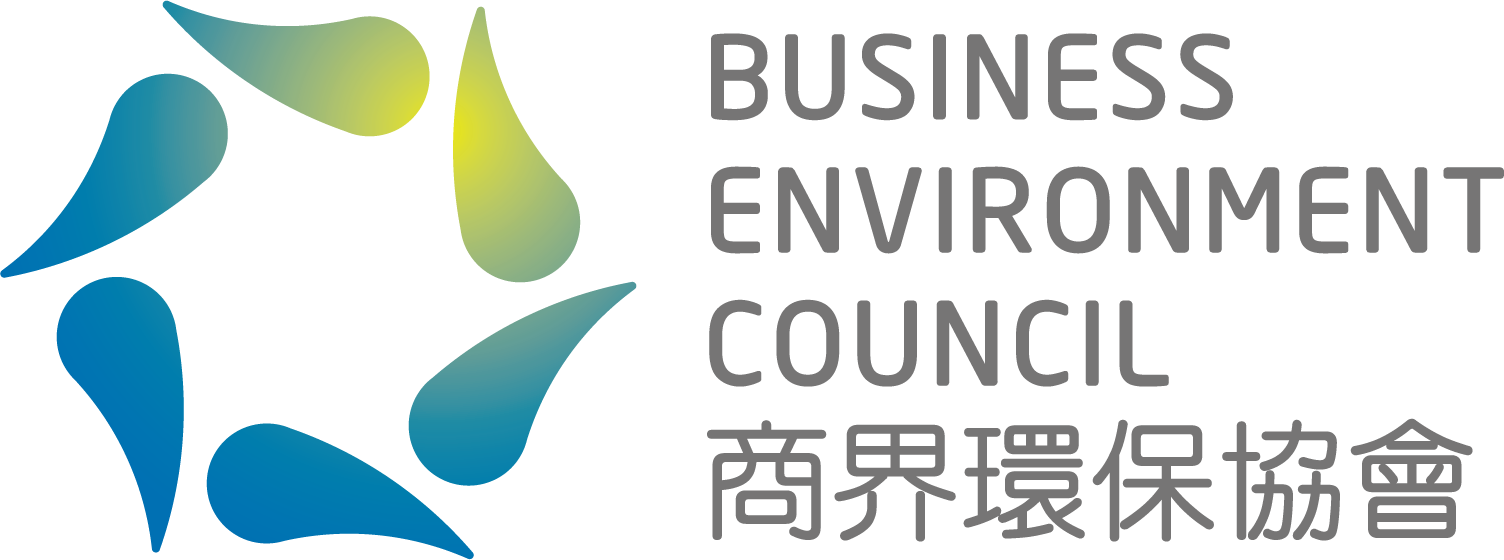 BUSINESS
ENVIRONMENT
COUNCIL
商界環保協會